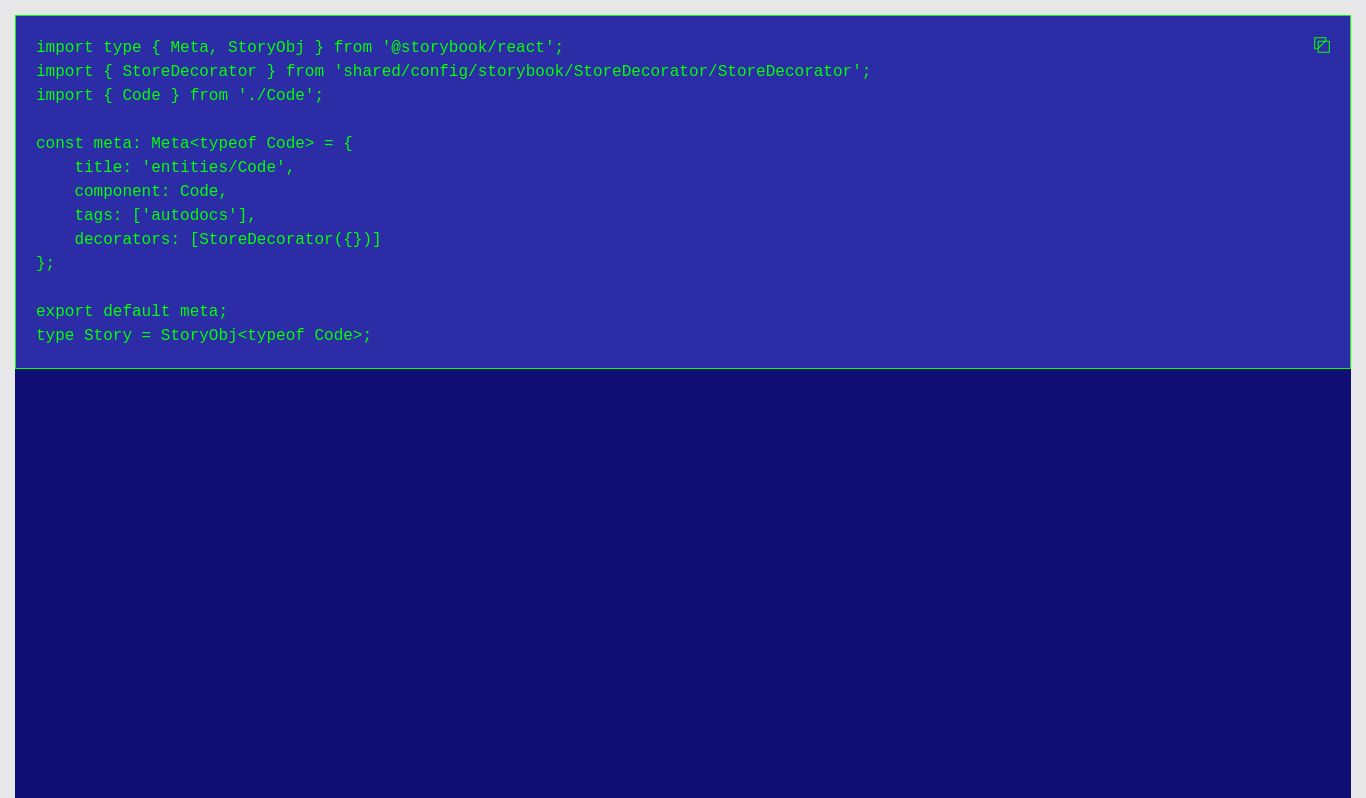 import type { Meta, StoryObj } from '@storybook/react';
import { StoreDecorator } from 'shared/config/storybook/StoreDecorator/StoreDecorator';
import { Code } from './Code';

const meta: Meta<typeof Code> = {
    title: 'entities/Code',
    component: Code,
    tags: ['autodocs'],
    decorators: [StoreDecorator({})]
};

export default meta;
type Story = StoryObj<typeof Code>;